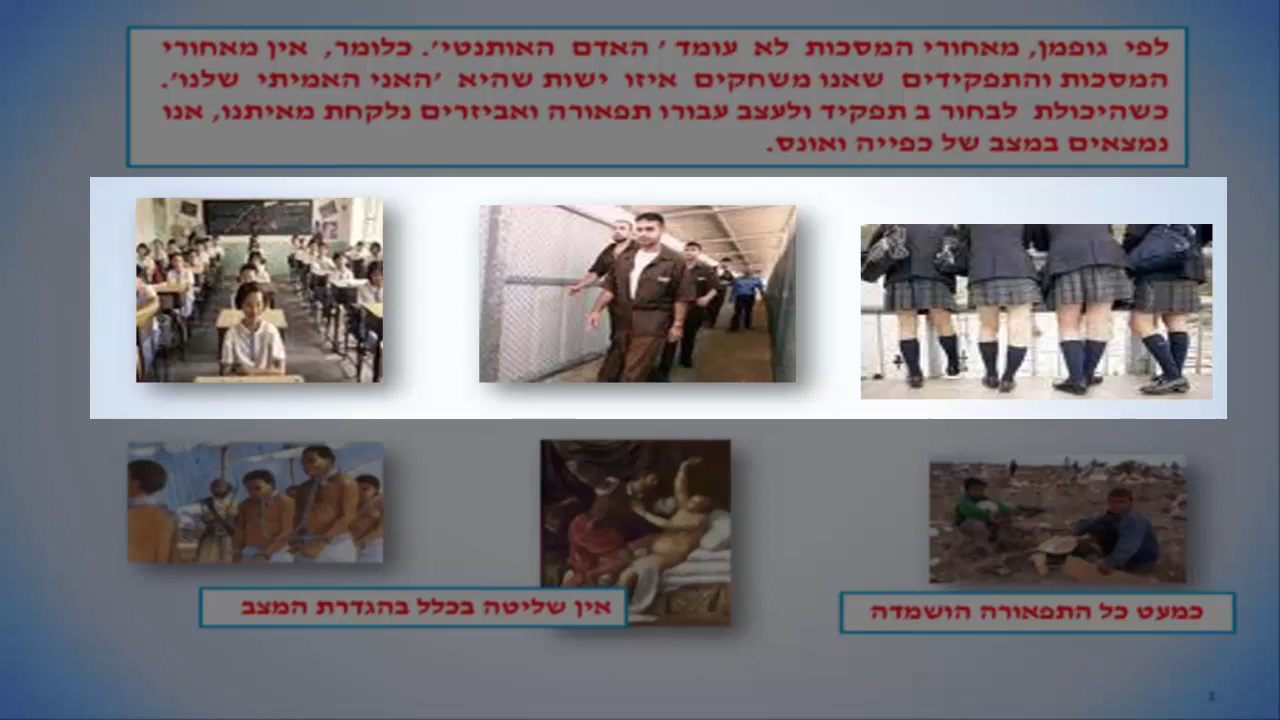 לפי גופמן, מאחורי המסכות לא עומד 'האדם האותנטי'. כלומר, אין מאחורי
המסכות והתפקידים שאנו משחקים איזו ישות שהיא 'האני האמיתי שלנו'.
כשהיכולת לבחור ב תפקיד ולעצב עבורו תפאורה ואביזרים נלקחת מאיתנו, אנו
נמצאים במצב של כפייה ואונס.
אין שליטה בכלל בהגדרת המצב
כמעט כל התפאורה הושמדה
1